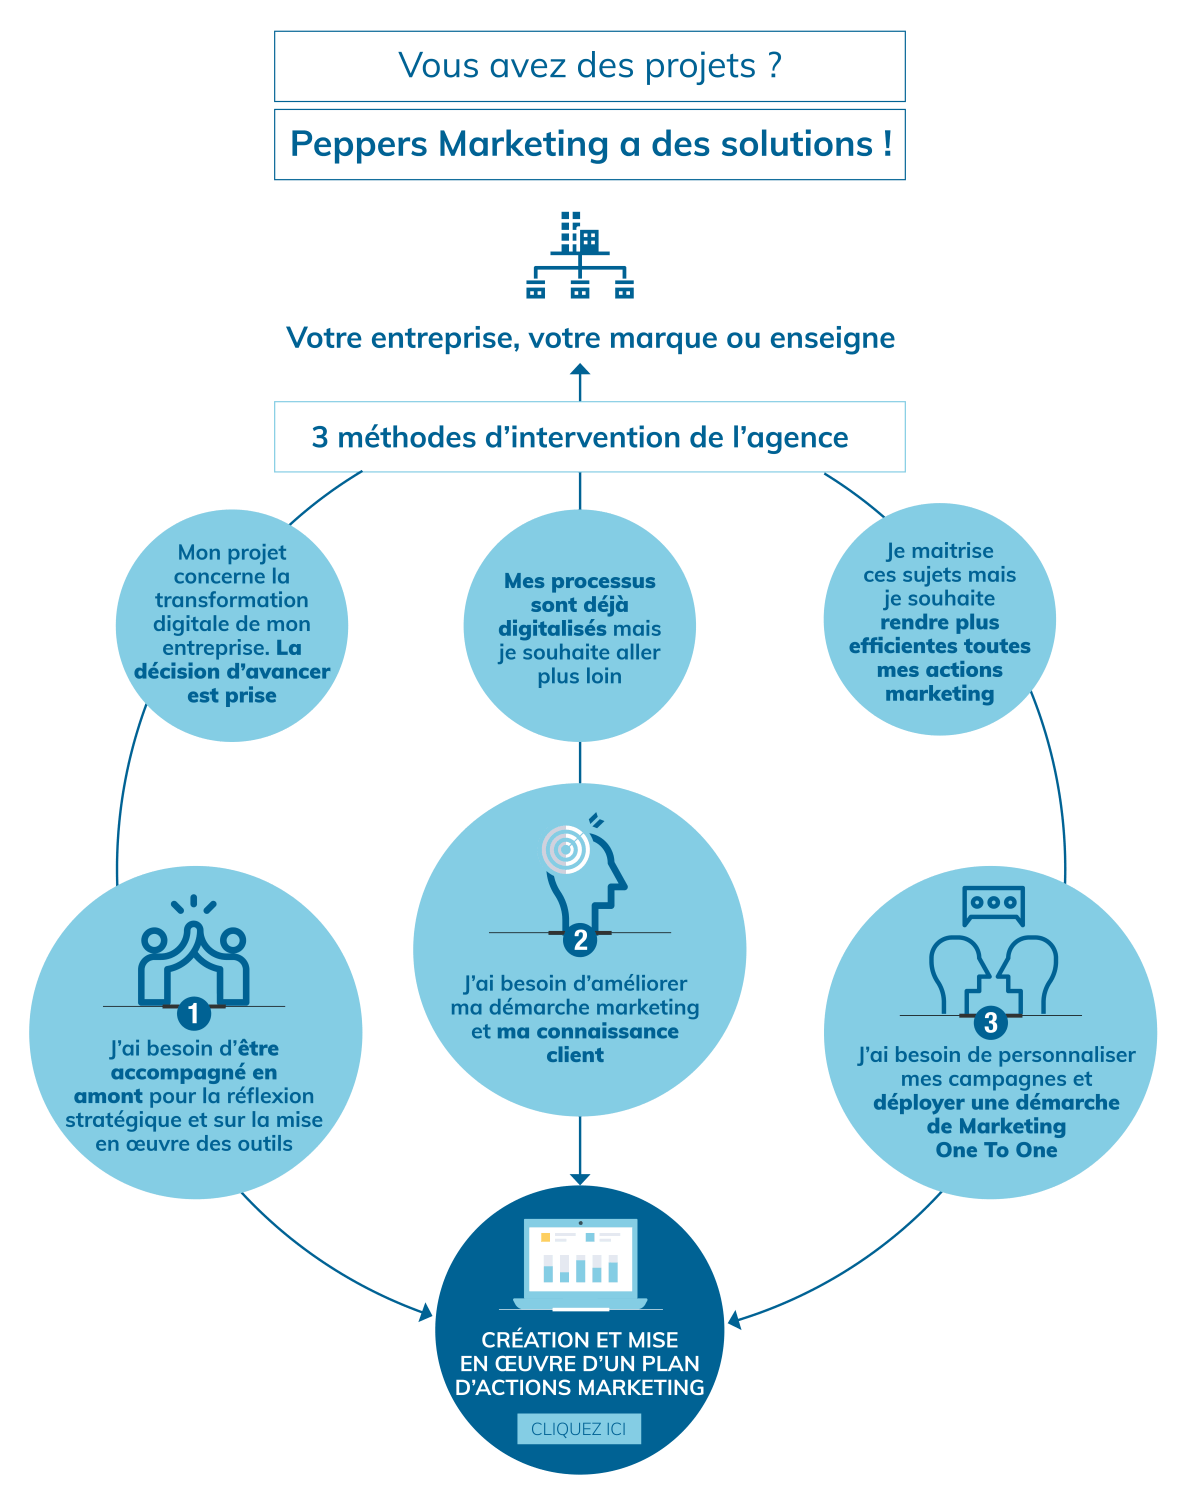 Vous avez des projets ?
Peppers Marketing a des solutions !
Votre entreprise, votre marque ou enseigne
3 méthodes d’intervention de l’agence
Mon projet
concerne la
transformation
digitale de mon
entreprise. La
décision d’avancer
est prise
Mes processus
sont déjà
digitalisés mais
je souhaite aller
plus loin
Je maitrise
ces sujets mais
je souhaite
rendre plus
efficientes toutes
mes actions
marketing
1
J’ai besoin d’être
accompagné en
amont pour la réflexion
stratégique et sur la mise
en œuvre des outils
2
J’ai besoin d’améliorer
ma démarche marketing
et ma connaissance
client
3
J’ai besoin de personnaliser
mes campagnes et
déployer une démarche
de Marketing
One To One
CRÉATION ET MISE
EN ŒUVRE D’UN PLAN
D’ACTIONS MARKETING
CLIQUEZ ICI